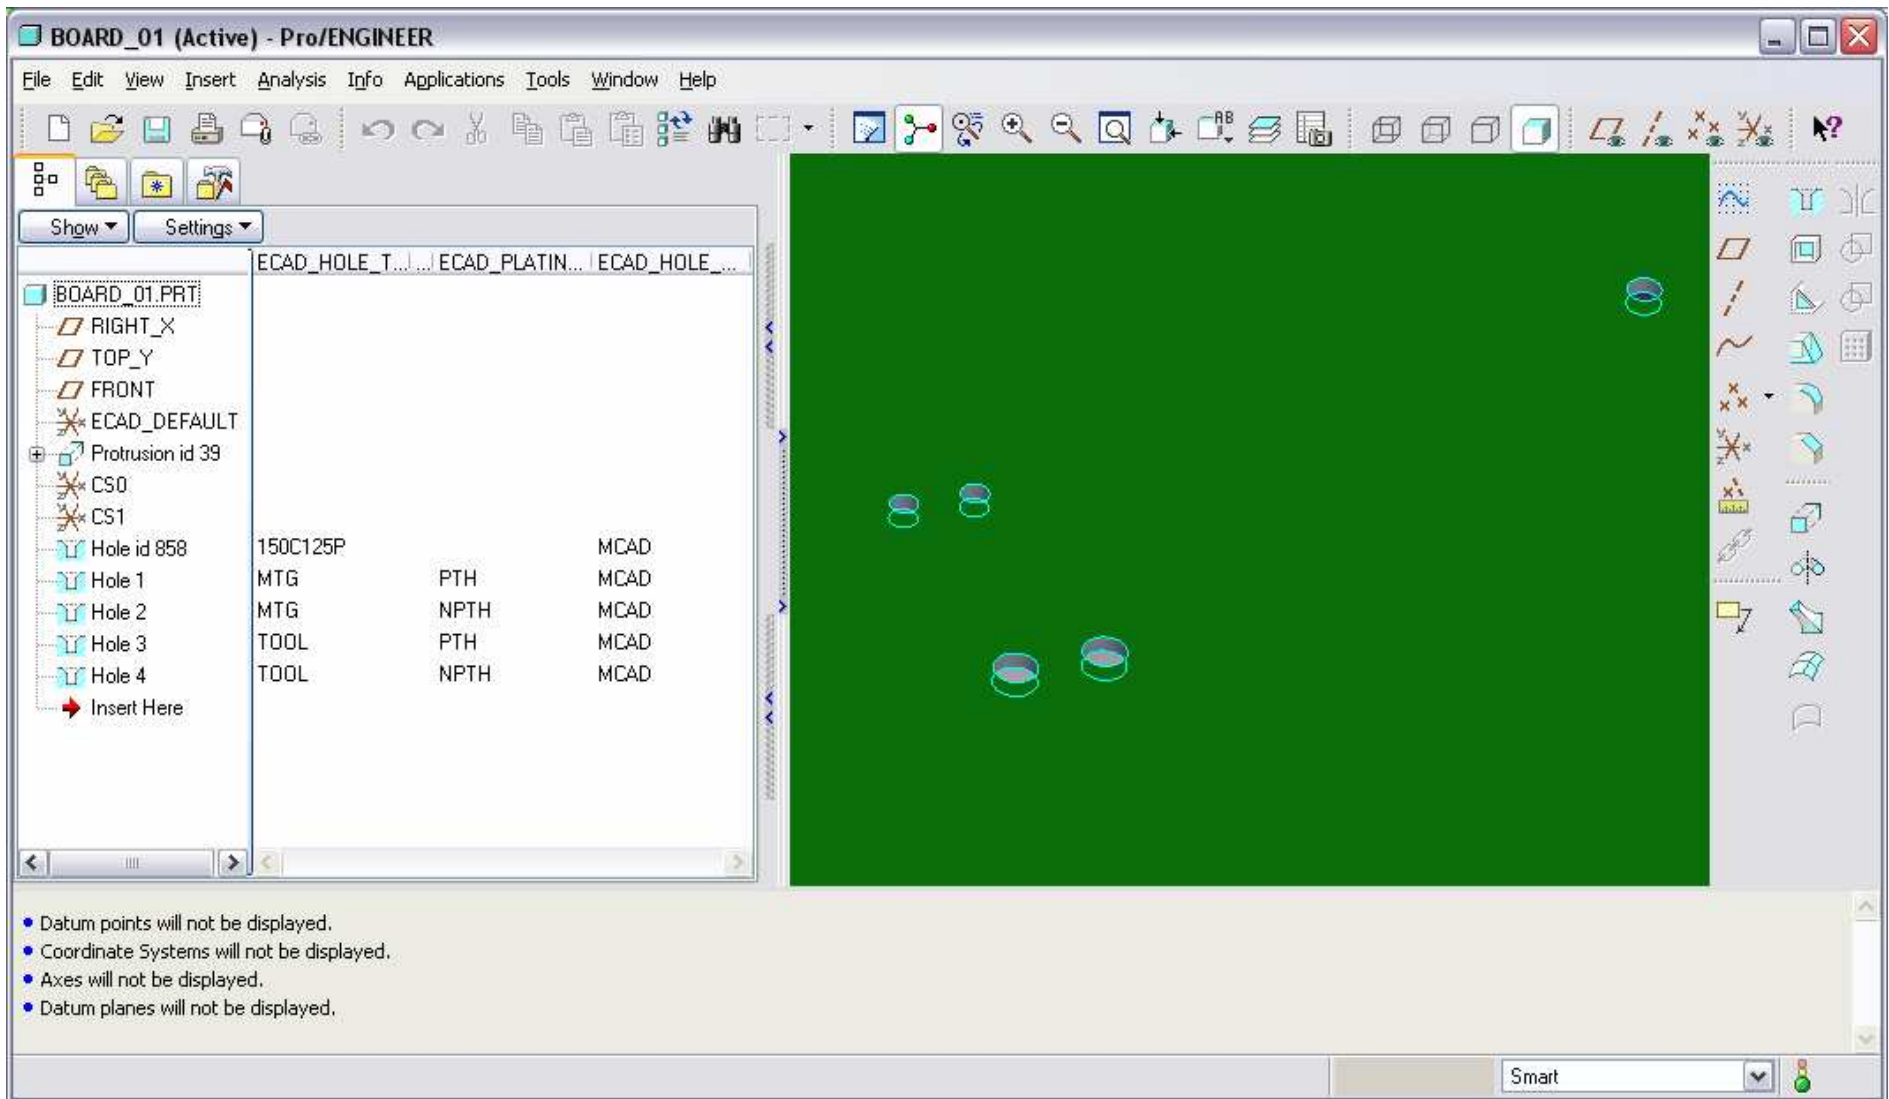 BOARD_01 (Active) - Pro/ENGINEER
File Edit View Insert Analysis Info Applications Tools Window Help
Show Settings
ECAD_HOLE_T... ... ECAD_PLATIN... ECAD_HOLE_...
BOARD_01.PRT
RIGHT_X
TOP_Y
FRONT
ECAD_DEFAULT
Protrusion id 39
CS0
CS1
Hole id 858 150C125P MCAD
Hole 1 MTG PTH MCAD
Hole 2 MTG NPTH MCAD
Hole 3 TOOL PTH MCAD
Hole 4 TOOL NPTH MCAD
Insert Here
Datum points will not be displayed.
Coordinate Systems will not be displayed.
Axes will not be displayed.
Datum planes will not be displayed.
Smart